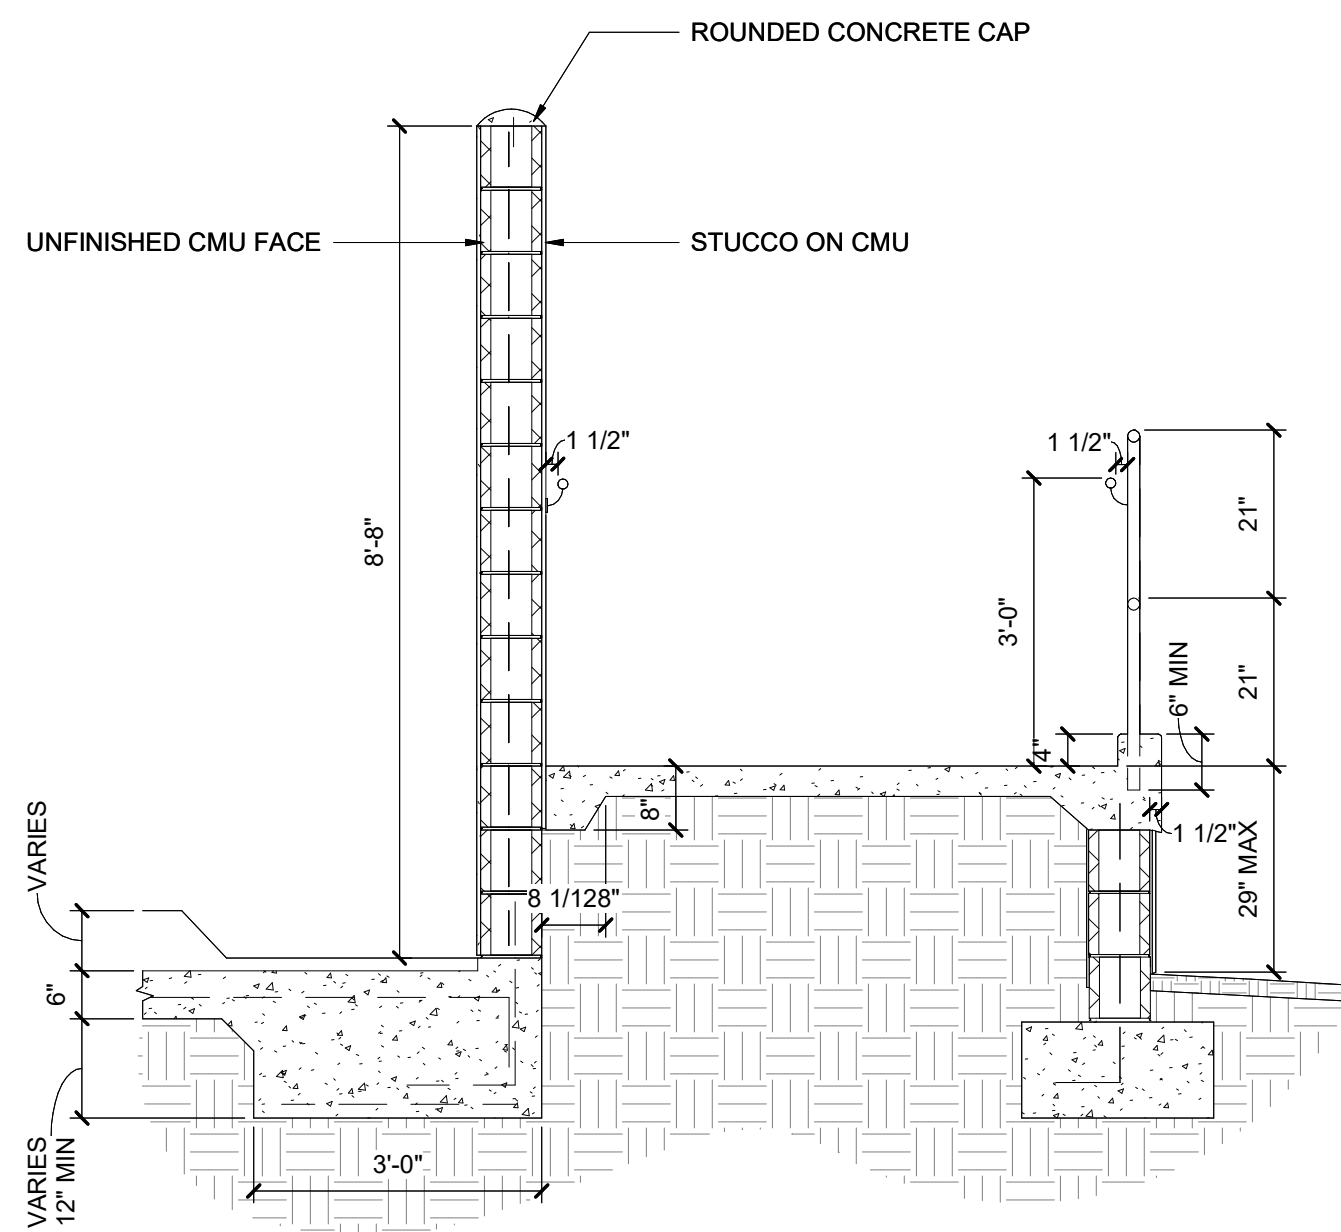 ROUNDED CONCRETE CAP
UNFINISHED CMU FACE
STUCCO ON CMU
1 1/2"
1 1/2"
8'-8"
21"
3'-0"
21"
6" MIN
4"
8"
1 1/2"
VARIES
29" MAX
8 1/128"
6"
3'-0"
VARIES
12" MIN